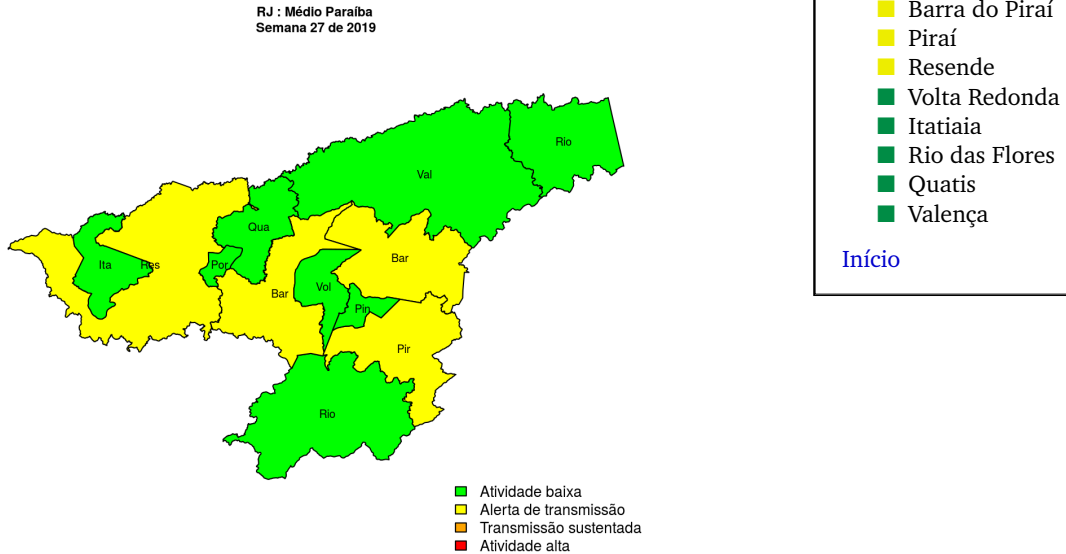 RJ : Médio Paraíba
Semana 27 de 2019
Rio
Val
Qua
Ita
Res
Por
Bar
Bar
Vol
Pin
Pir
Rio
Atividade baixa
Alerta de transmissão
Transmissão sustentada
Atividade alta
Barra do Piraí
Piraí
Resende
Volta Redonda
Itatiaia
Rio das Flores
Quatis
Valença
Início